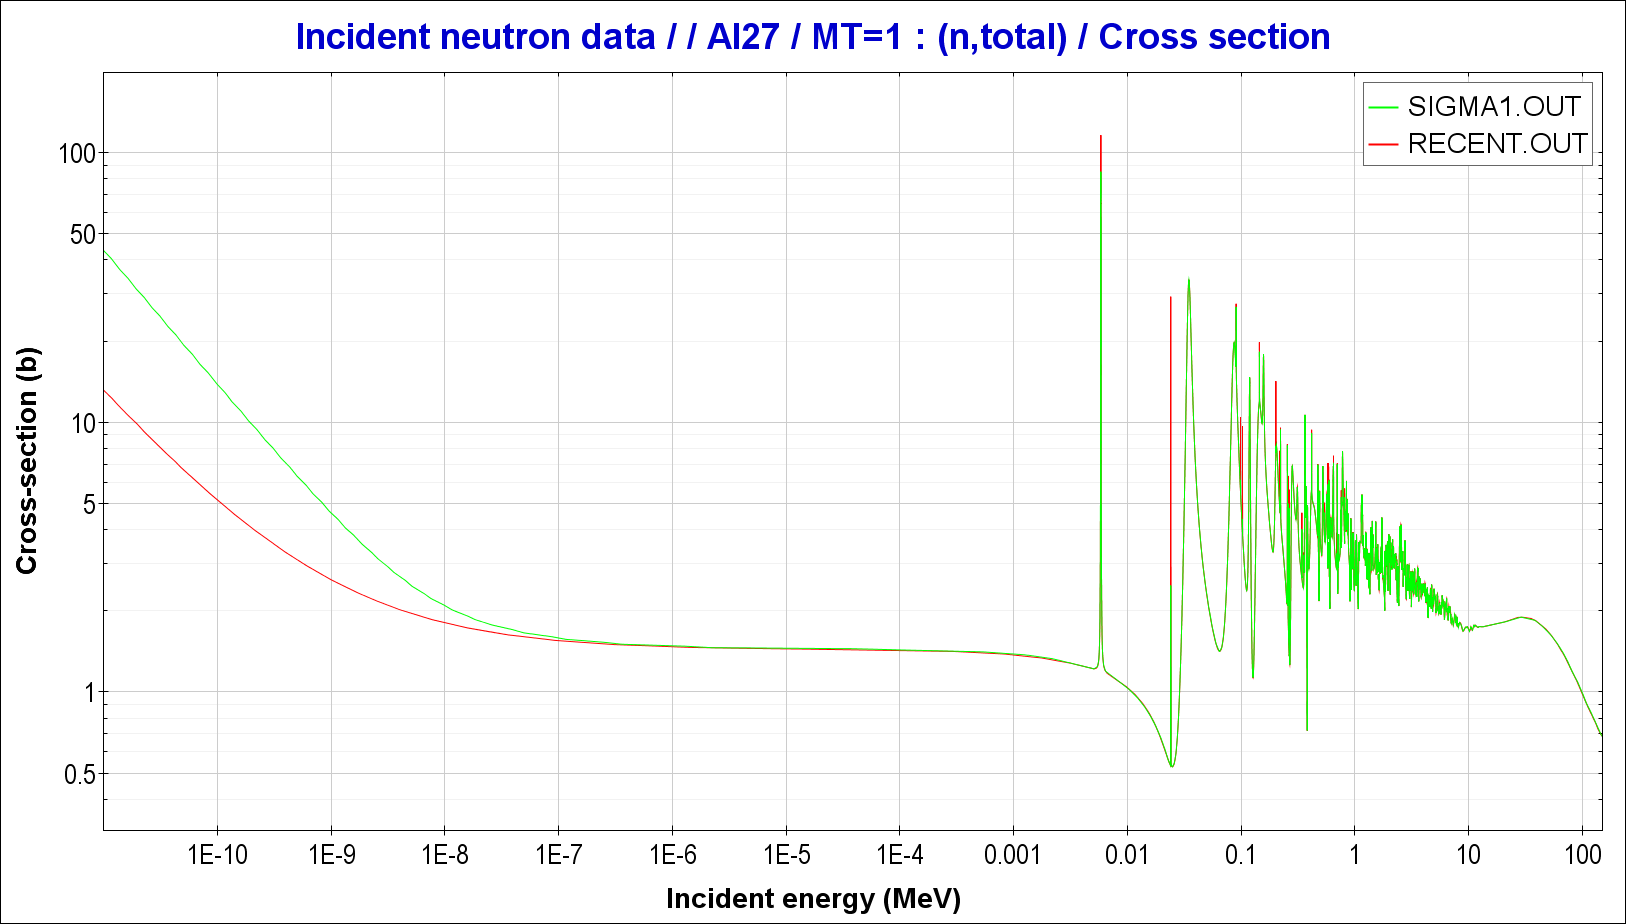 Incident neutron data / / Al27 / MT=1 : (n,total) / Cross section
SIGMA1.OUT
RECENT.OUT
100
50
10
5
1
0.5
Cross-section (b)
1E-10 1E-9 1E-8 1E-7 1E-6 1E-5 1E-4 0.001 0.01 0.1 1 10 100
Incident energy (MeV)